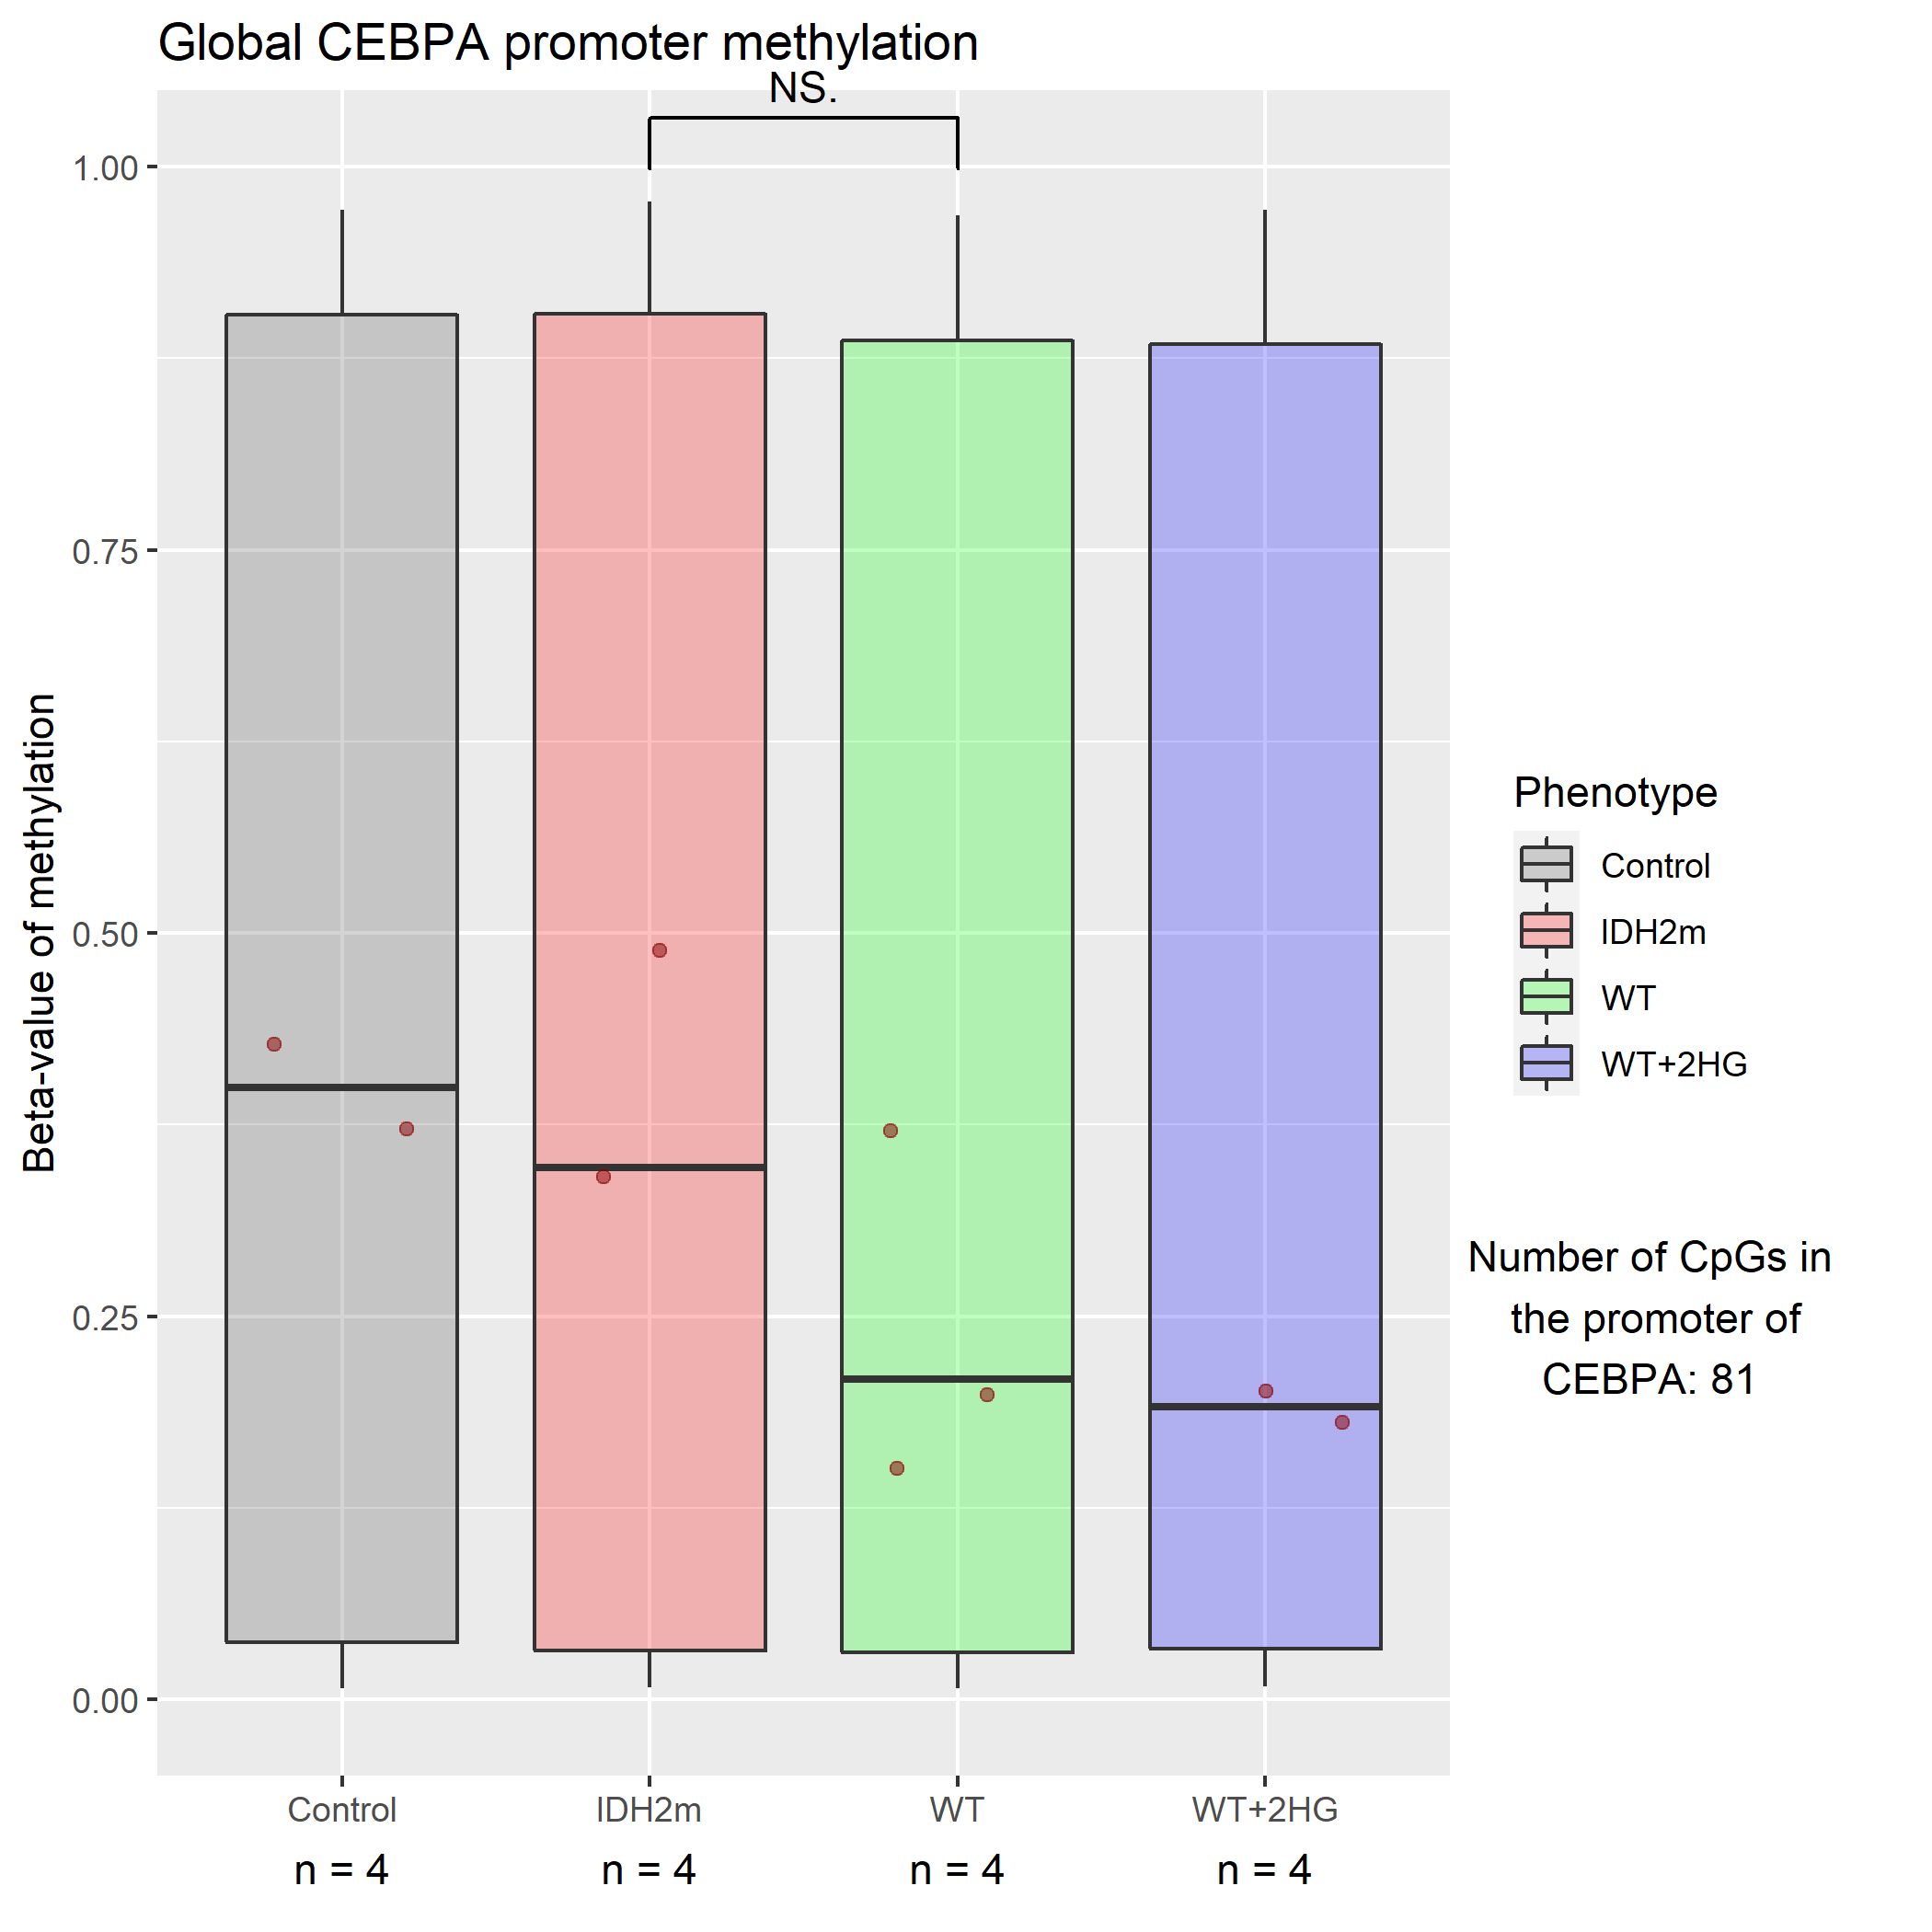 Global CEBPA promoter methylation
NS.
1.00
0.75
0.50
0.25
0.00
Beta-value of methylation
Control
IDH2m
WT
WT+2HG
n = 4
n = 4
n = 4
n = 4
Phenotype
Control
IDH2m
WT
WT+2HG
Number of CpGs in
the promoter of
CEBPA: 81